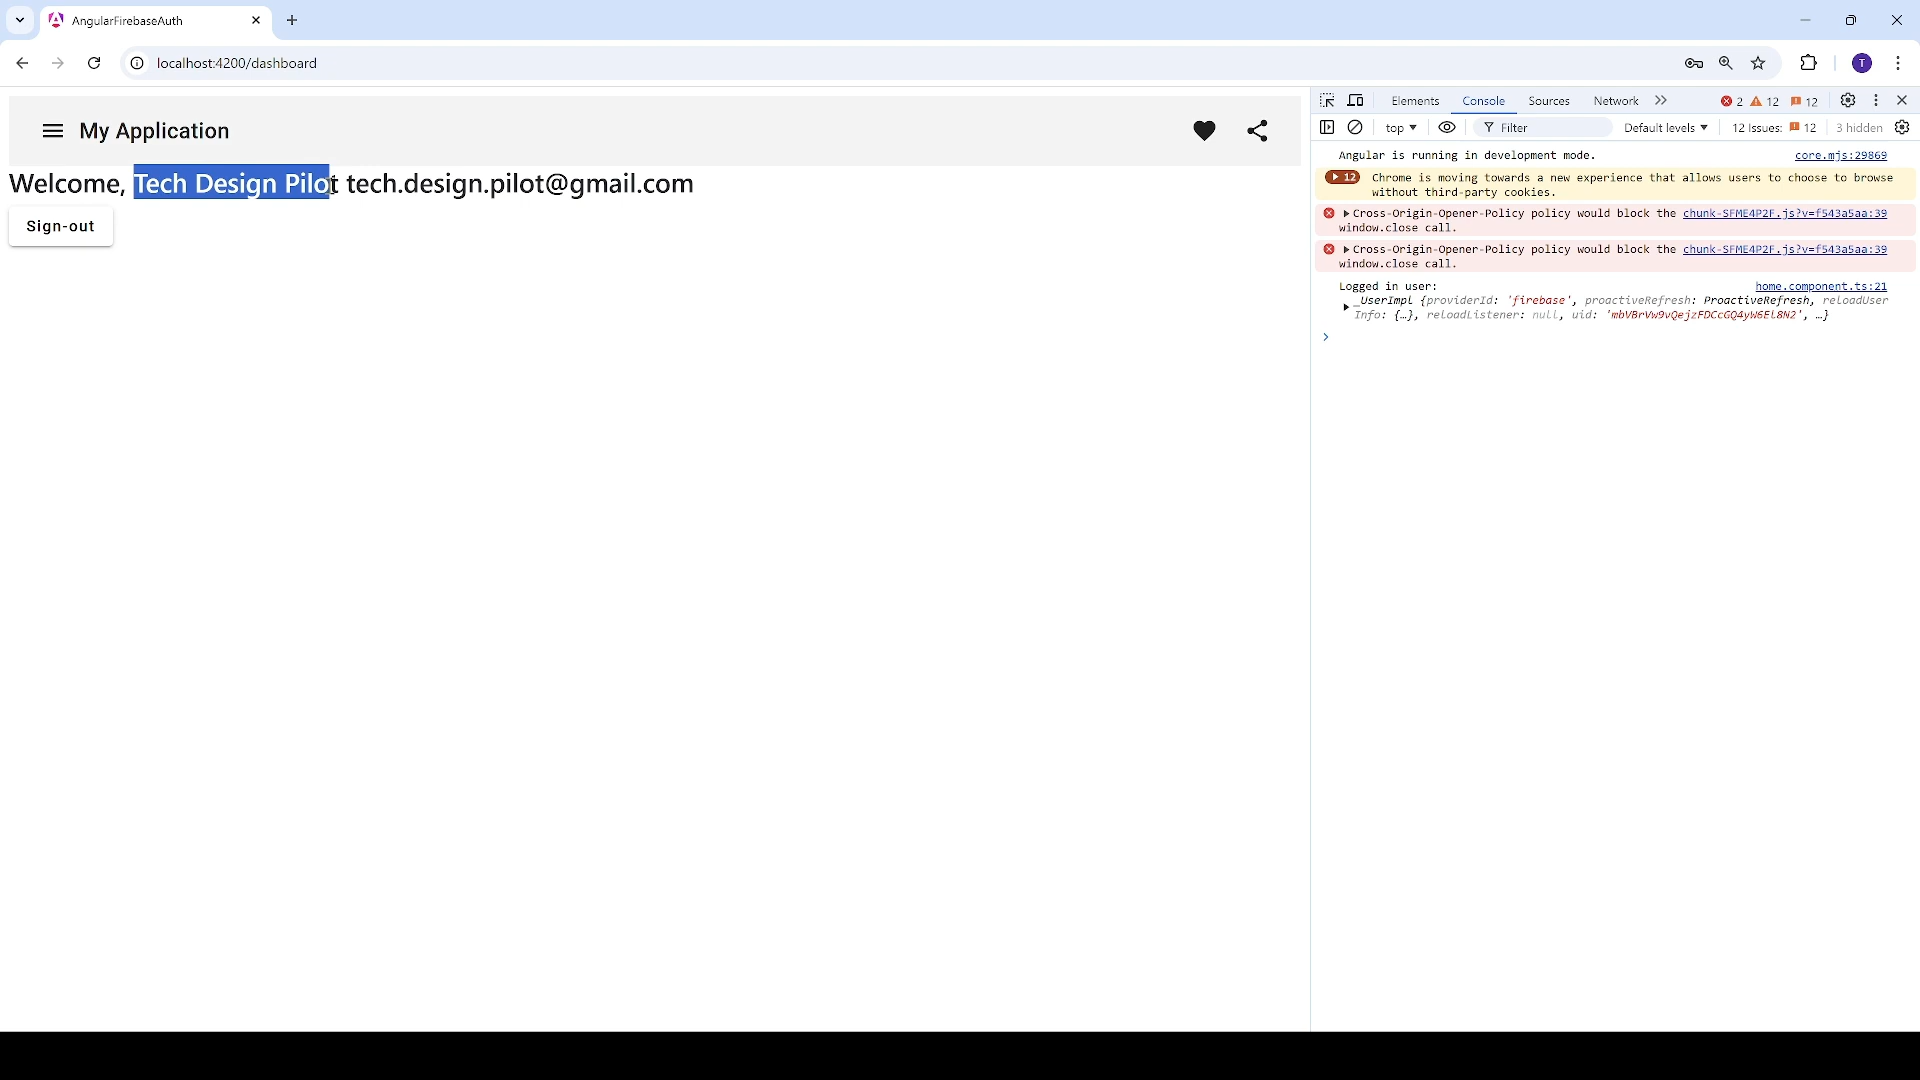 AngularFirebaseAuth
localhost:4200/dashboard
T
My Application
Welcome, Tech Design Pilot tech.design.pilot@gmail.com
Sign-out
Elements Console Sources Network 2 12 12
top Filter Default levels 12 Issues: 12 3 hidden
Angular is running in development mode. core.mjs:29869
12 Chrome is moving towards a new experience that allows users to choose to browse
without third-party cookies.
Cross-Origin-Opener-Policy policy would block the chunk-SFME4P2F.js?v=f543a5aa:39
window.close call.
Cross-Origin-Opener-Policy policy would block the chunk-SFME4P2F.js?v=f543a5aa:39
window.close call.
Logged in user: home.component.ts:21
_UserImpl {providerId: 'firebase', proactiveRefresh: ProactiveRefresh, reloadUser
Info: {…}, reloadListener: null, uid: 'mbVBrVw9vQejzFDCcGQ4yW6El8N2', …}